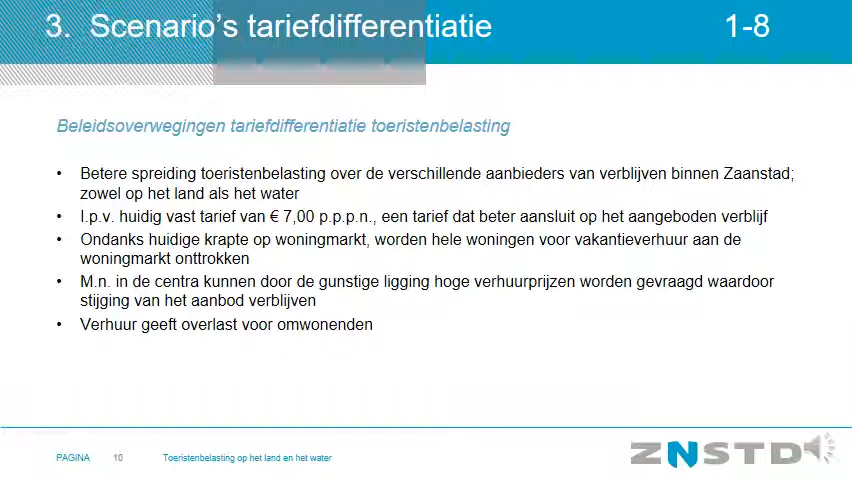 3. Scenario's tariefdifferentiatie 1-8
Beleidsoverwegingen tariefdifferentiatie toeristenbelasting
• Betere spreiding toeristenbelasting over de verschillende aanbieders van verblijven binnen Zaanstad;
zowel op het land als het water
• I.p.v. huidig vast tarief van € 7,00 p.p.p.n., een tarief dat beter aansluit op het aangeboden verblijf
• Ondanks huidige krapte op woningmarkt, worden hele woningen voor vakantieverhuur aan de
woningmarkt onttrokken
• M.n. in de centra kunnen door de gunstige ligging hoge verhuurprijzen worden gevraagd waardoor
stijging van het aanbod verblijven
• Verhuur geeft overlast voor omwonenden
PAGINA 10 Toeristenbelasting op het land en het water
ZNSTD